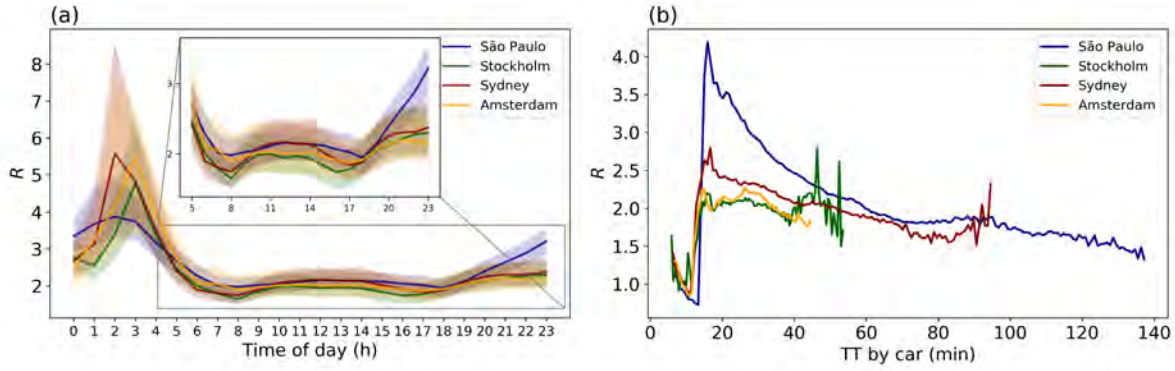 (a)
São Paulo
Stockholm
Sydney
Amsterdam
3
2
5 8 11 14 17 20 23
8
7
6
5
4
3
2
R
0 1 2 3 4 5 6 7 8 9 10 11 12 13 14 15 16 17 18 19 20 21 22 23
Time of day (h)
(b)
São Paulo
Stockholm
Sydney
Amsterdam
4.0
3.5
3.0
2.5
2.0
1.5
1.0
R
0 20 40 60 80 100 120 140
TT by car (min)